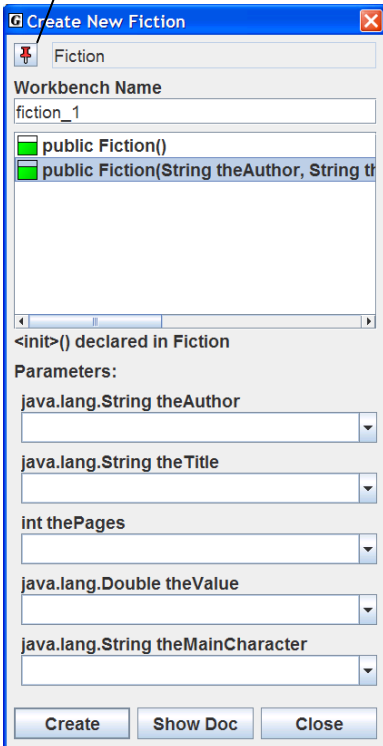 G Create New Fiction
Fiction
Workbench Name
fiction_1
public Fiction()
public Fiction(String theAuthor, String th
<init>() declared in Fiction
Parameters:
java.lang.String theAuthor
java.lang.String theTitle
int thePages
java.lang.Double theValue
java.lang.String theMainCharacter
Create Show Doc Close